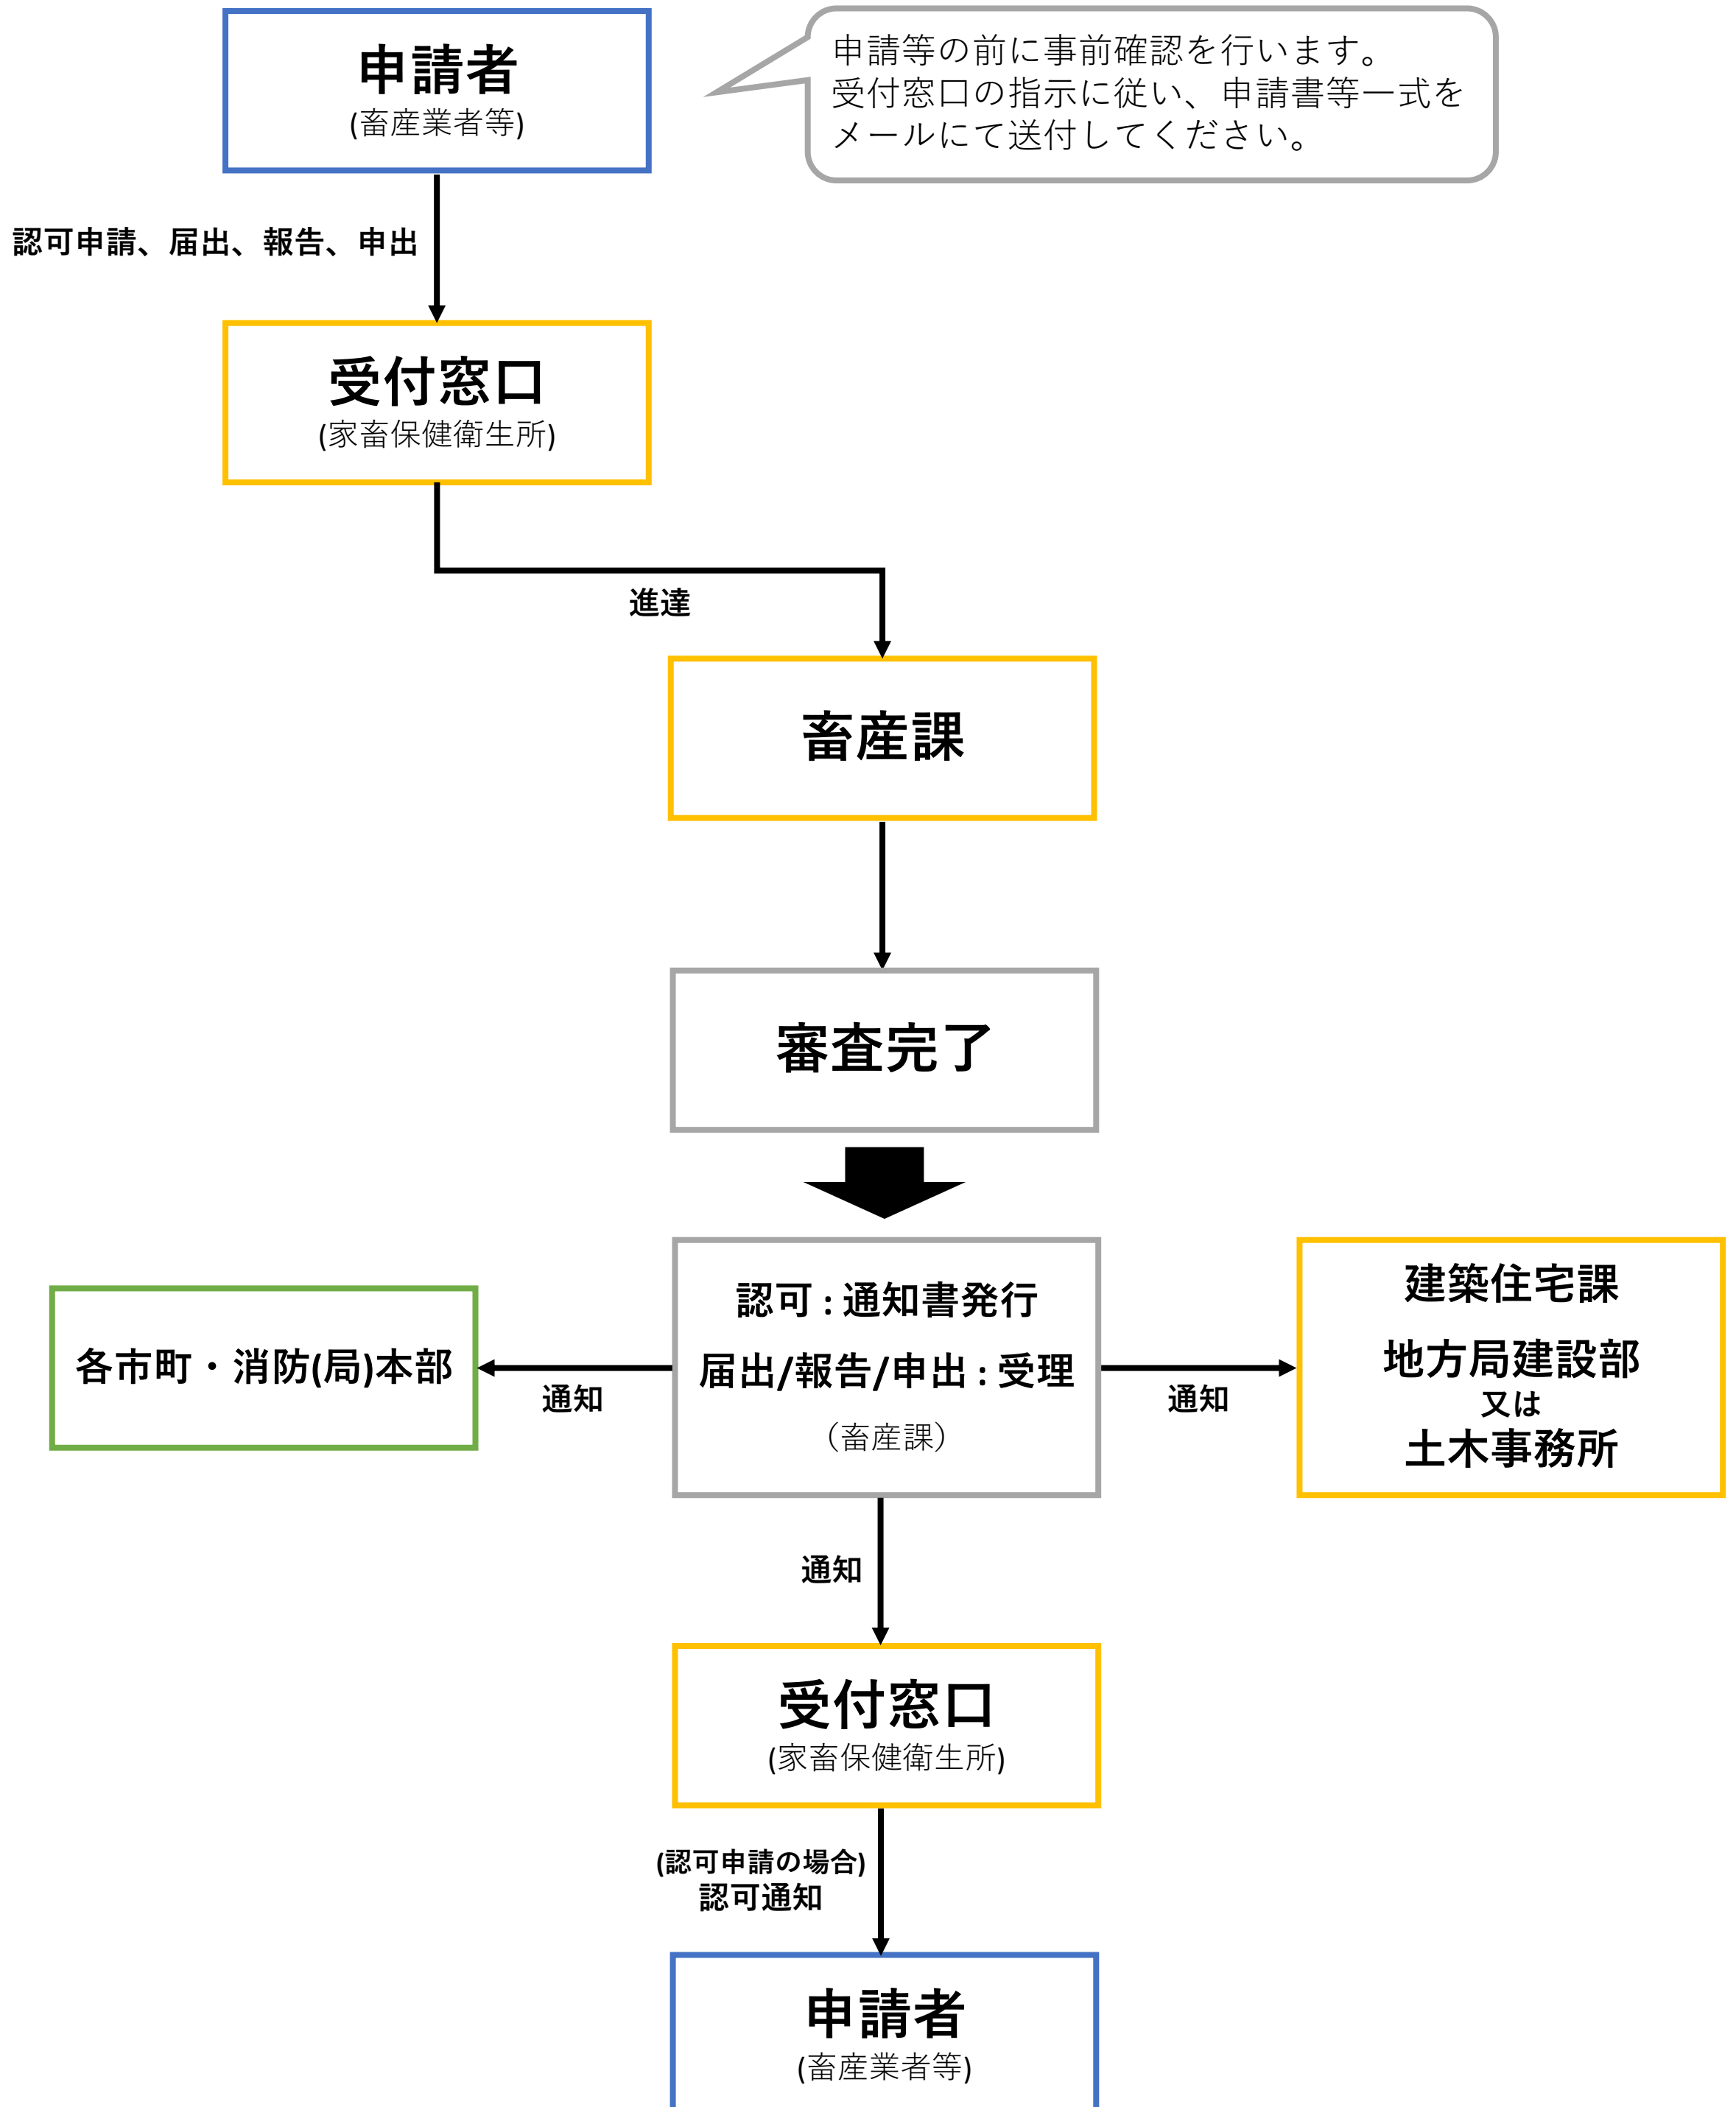 申請者
(畜産業者等)
申請等の前に事前確認を行います。
受付窓口の指示に従い、申請書等一式を
メールにて送付してください。
認可申請、届出、報告、申出
受付窓口
(家畜保健衛生所)
進達
畜産課
審査完了
認可：通知書発行
届出/報告/申出：受理
（畜産課）
各市町・消防(局)本部
通知
通知
建築住宅課
地方局建設部
又は
土木事務所
通知
受付窓口
(家畜保健衛生所)
(認可申請の場合)
認可通知
申請者
(畜産業者等)